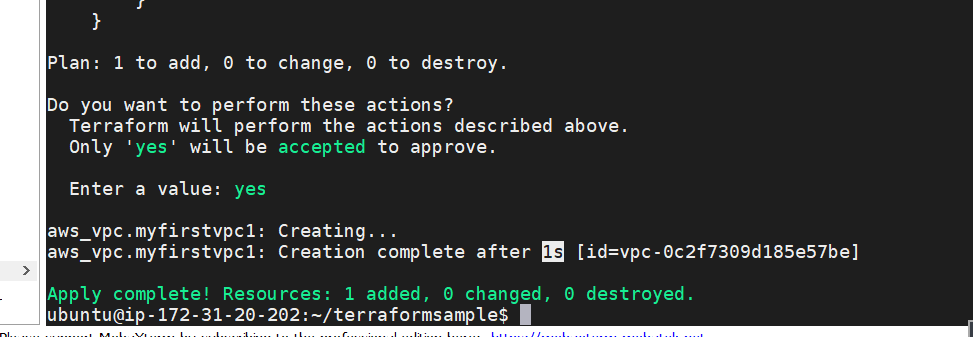 }
}
Plan: 1 to add, 0 to change, 0 to destroy.
Do you want to perform these actions?
Terraform will perform the actions described above.
Only 'yes' will be accepted to approve.
Enter a value: yes
aws_vpc.myfirstvpc1: Creating...
aws_vpc.myfirstvpc1: Creation complete after 1s [id=vpc-0c2f7309d185e57be]
Apply complete! Resources: 1 added, 0 changed, 0 destroyed.
ubuntu@ip-172-31-20-202:~/terraformsample$